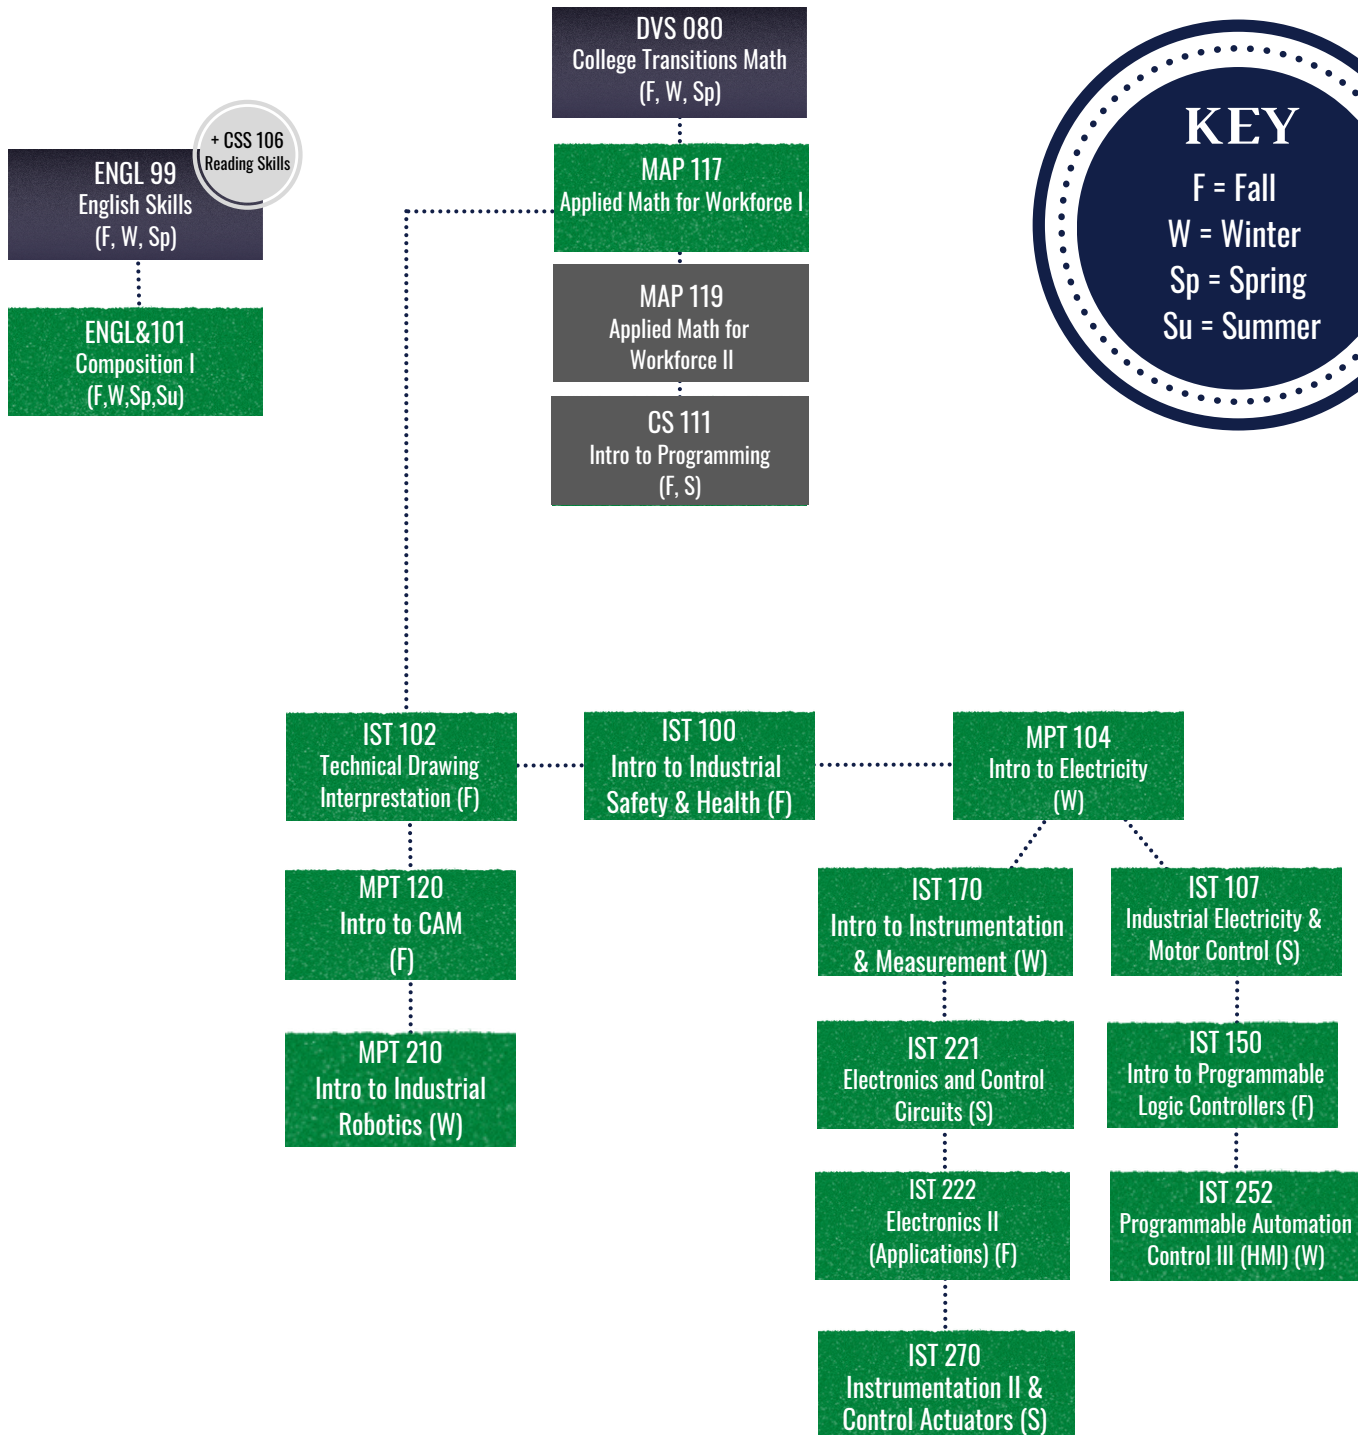 DVS 080
College Transitions Math
(F, W, Sp)
KEY
F = Fall
W = Winter
Sp = Spring
Su = Summer
+ CSS 106
Reading Skills
ENGL 99
English Skills
(F, W, Sp)
ENGL&101
Composition I
(F,W,Sp,Su)
MAP 117
Applied Math for Workforce I
MAP 119
Applied Math for
Workforce II
CS 111
Intro to Programming
(F, S)
IST 102
Technical Drawing
Interprestation (F)
IST 100
Intro to Industrial
Safety & Health (F)
MPT 104
Intro to Electricity
(W)
MPT 120
Intro to CAM
(F)
MPT 210
Intro to Industrial
Robotics (W)
IST 170
Intro to Instrumentation
& Measurement (W)
IST 107
Industrial Electricity &
Motor Control (S)
IST 221
Electronics and Control
Circuits (S)
IST 150
Intro to Programmable
Logic Controllers (F)
IST 222
Electronics II
(Applications) (F)
IST 252
Programmable Automation
Control III (HMI) (W)
IST 270
Instrumentation II &
Control Actuators (S)